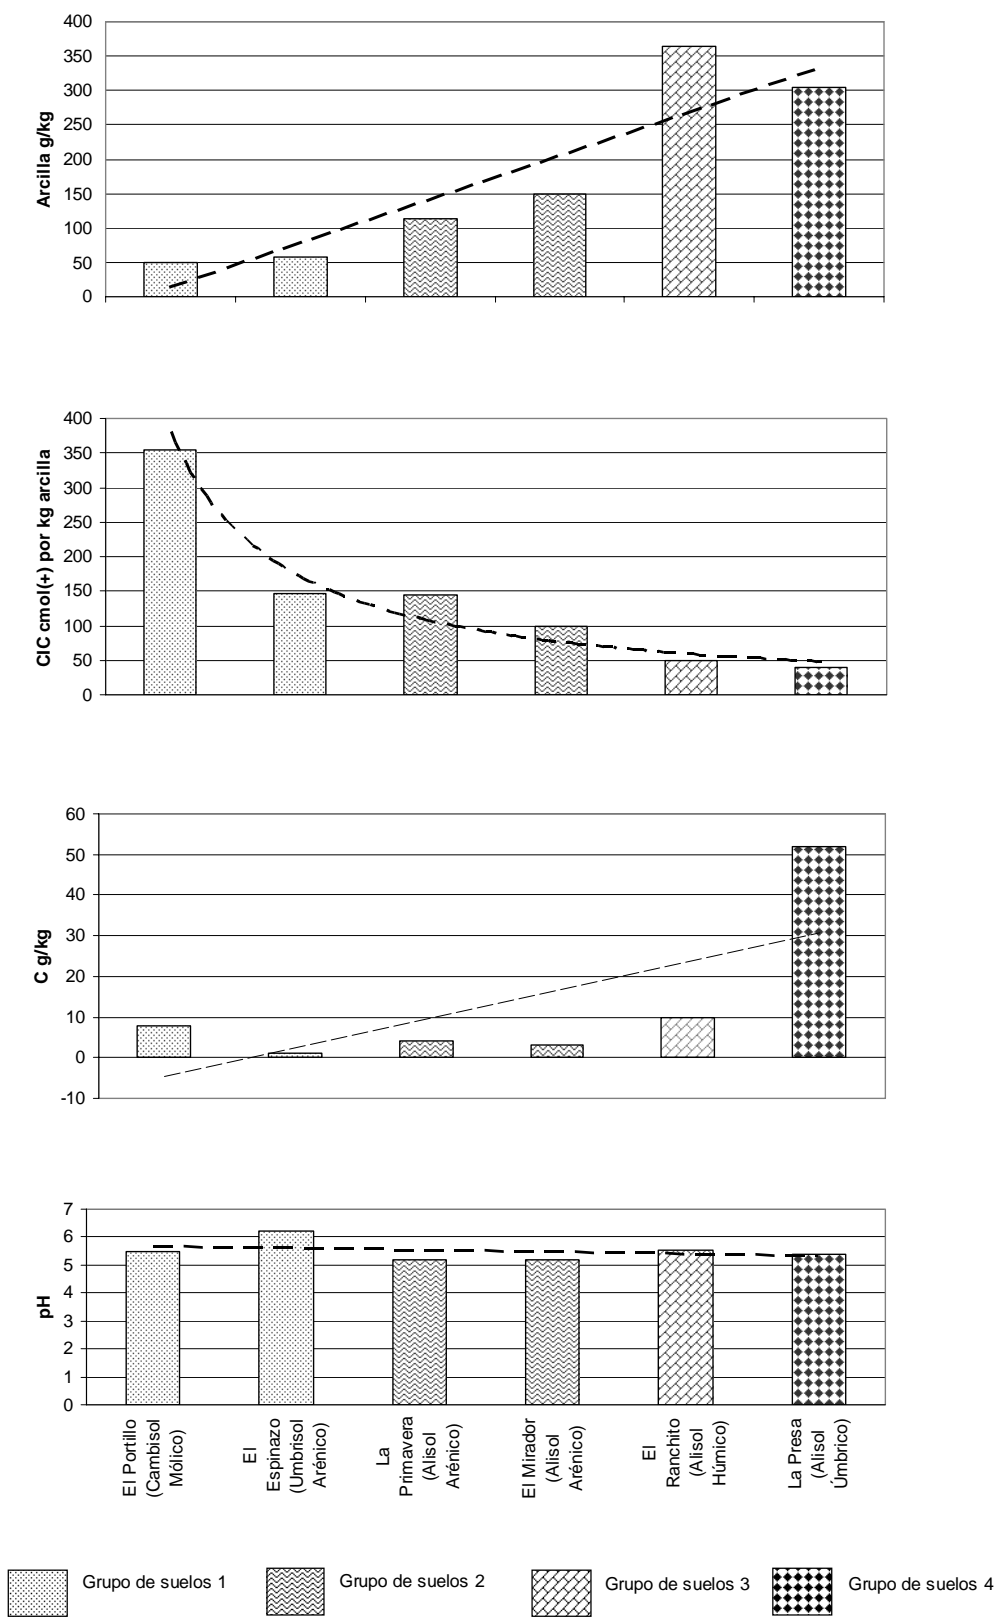 400
350
300
250
200
150
100
50
0
Arcilla g/kg
400
350
300
250
200
150
100
50
0
CIC cmol(+) por kg arcilla
60
50
40
30
20
10
0
-10
C g/kg
7
6
5
4
3
2
1
0
pH
El Portillo
(Cambisol
Mólico)
El
Espinazo
(Umbrisol
Arénico)
La
Primavera
(Alisol
Arénico)
El Mirador
(Alisol
Arénico)
El
Ranchito
(Alisol
Húmico)
La Presa
(Alisol
Úmbrico)
Grupo de suelos 1
Grupo de suelos 2
Grupo de suelos 3
Grupo de suelos 4